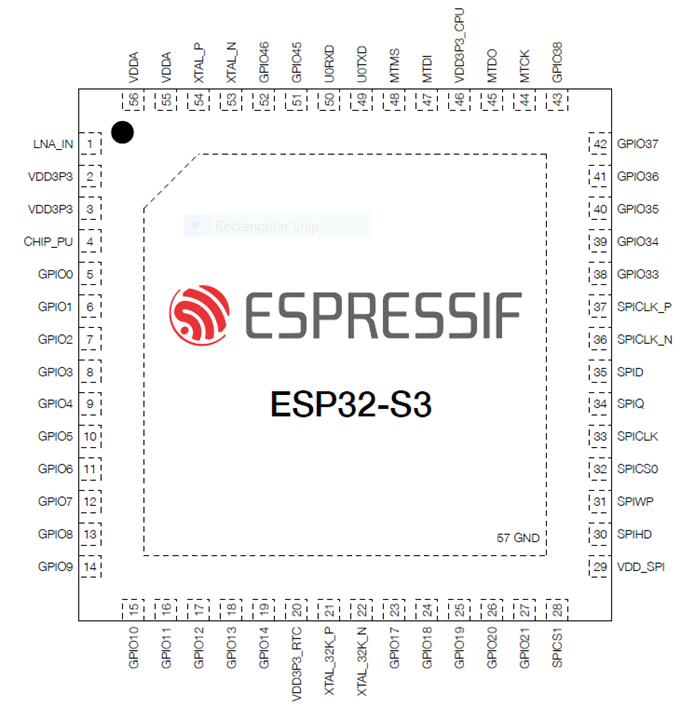 VDDA
VDDA
XTAL_P
XTAL_N
GPIO46
GPIO45
U0RXD
U0TXD
MTMS
MTDI
VDD3P3_CPU
MTDO
MTCK
GPIO38
56
55
54
53
52
51
50
49
48
47
46
45
44
43
LNA_IN 1
VDD3P3 2
VDD3P3 3
CHIP_PU 4
GPIO0 5
GPIO1 6
GPIO2 7
GPIO3 8
GPIO4 9
GPIO5 10
GPIO6 11
GPIO7 12
GPIO8 13
GPIO9 14
Rectangular Snip
ESPRESSIF
ESP32-S3
57 GND
42 GPIO37
41 GPIO36
40 GPIO35
39 GPIO34
38 GPIO33
37 SPICLK_P
36 SPICLK_N
35 SPID
34 SPIQ
33 SPICLK
32 SPICS0
31 SPIWP
30 SPIHD
29 VDD_SPI
15
16
17
18
19
20
21
22
23
24
25
26
27
28
GPIO10
GPIO11
GPIO12
GPIO13
GPIO14
VDD3P3_RTC
XTAL_32K_P
XTAL_32K_N
GPIO17
GPIO18
GPIO19
GPIO20
GPIO21
SPICS1